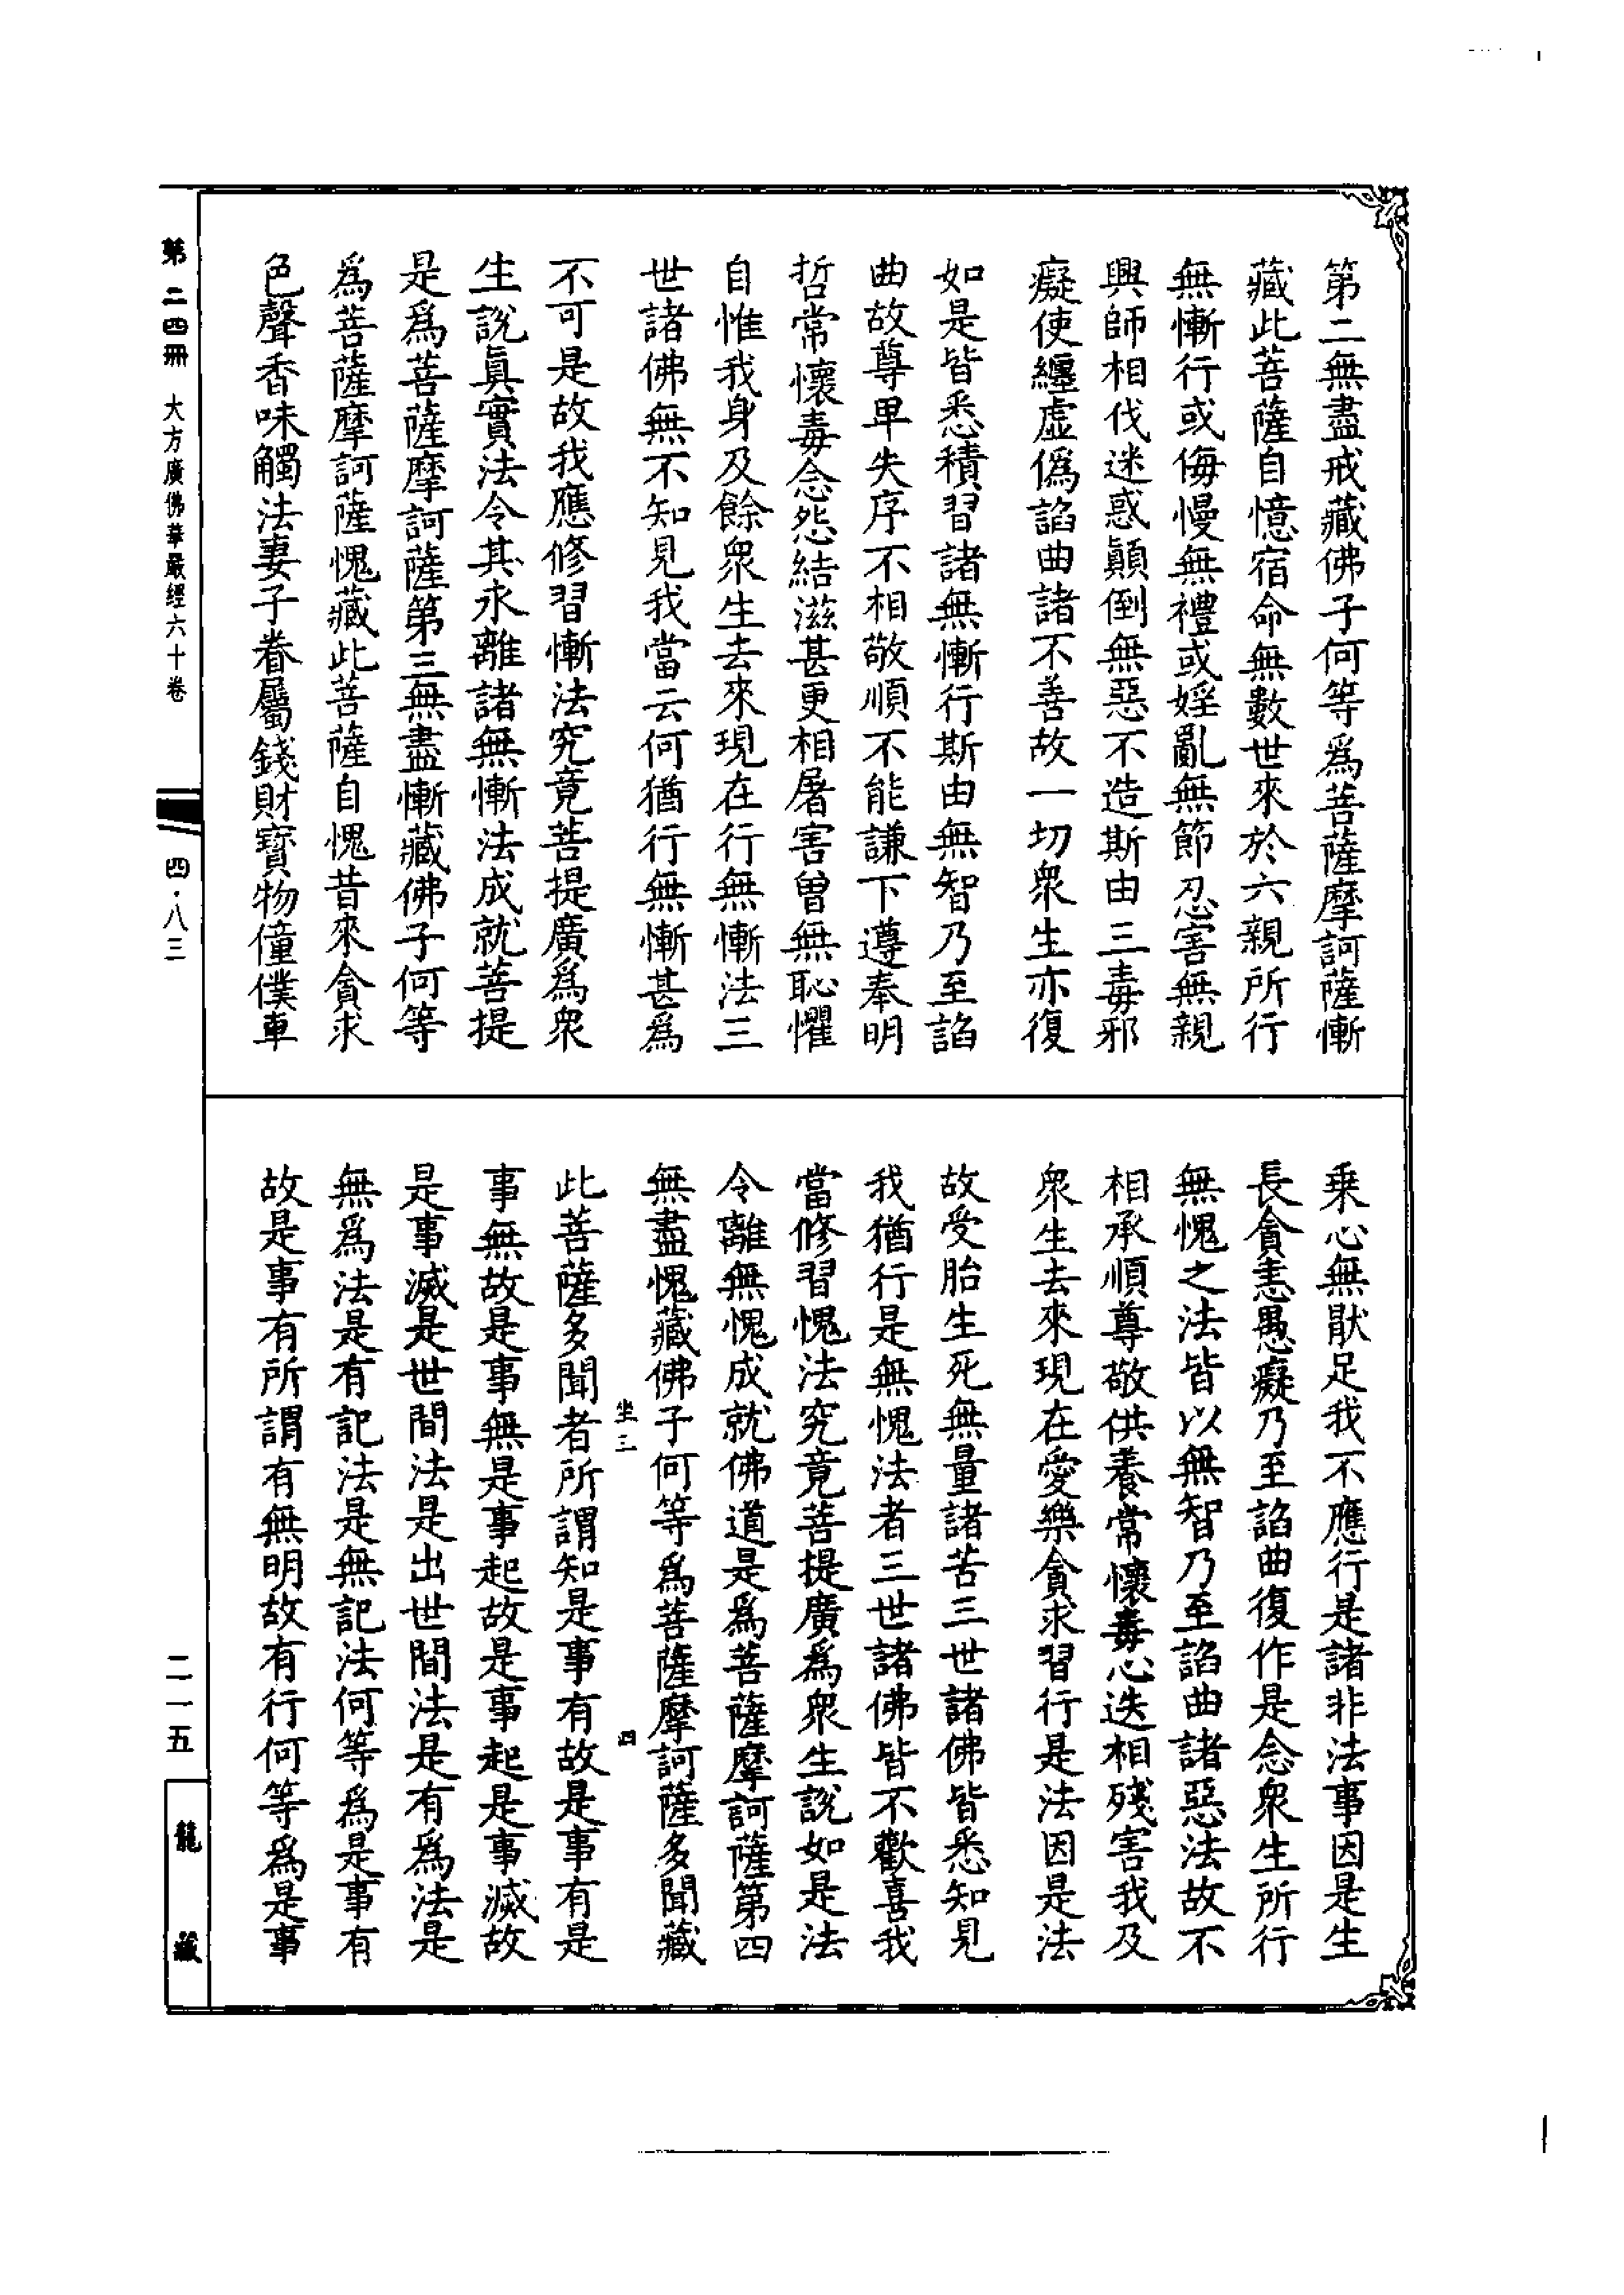 第二無盡戒藏佛子何等爲菩薩摩訶薩慚
藏此菩薩自憶宿命無數世來於六親所行
無慚行或侮慢無禮或婬亂無節忍害無親
興師相伐迷惑顚倒無惡不造斯由三毒邪
癡使纏虛僞諂曲諸不善故一切衆生亦復
如是皆悉積習諸無慚行斯由無智乃至諂
曲故尊卑失序不相敬順不能謙下遵奉明
哲常懷毒念怨結滋甚更相屠害曾無恥懼
自惟我身及餘衆生去來現在行無慚法三
世諸佛無不知見我當云何猶行無慚甚爲
不可是故我應修習慚法究竟菩提廣爲衆
生說眞實法令其永離諸無慚法成就菩提
是爲菩薩摩訶薩第三無盡慚藏佛子何等
爲菩薩摩訶薩愧藏此菩薩自愧昔來貪求
色聲香味觸法妻子眷屬錢財寶物僮僕車
乗心無猒足我不應行是諸非法事因是生
長貪恚愚癡乃至諂曲復作是念衆生所行
無愧之法皆以無智乃至諂曲諸惡法故不
相承順尊敬供養常懷毒心迭相殘害我及
衆生去來現在愛樂貪求習行是法因是法
故受胎生死無量諸苦三世諸佛皆悉知見
我猶行是無愧法者三世諸佛皆不歡喜我
當修習愧法究竟菩提廣爲衆生說如是法
令離無愧成就佛道是爲菩薩摩訶薩第四
無盡愧藏佛子何等爲菩薩摩訶薩多聞藏
坐三
四
此菩薩多聞者所謂知是事有故是事有是
事無故是事無是事起故是事起是事滅故
是事滅是世間法是出世間法是有爲法是
無爲法是有記法是無記法何等爲是事有
故是事有所謂有無明故有行何等爲是事
第二四冊 大方廣佛華嚴經六十卷
四·八三
二一五
龍藏